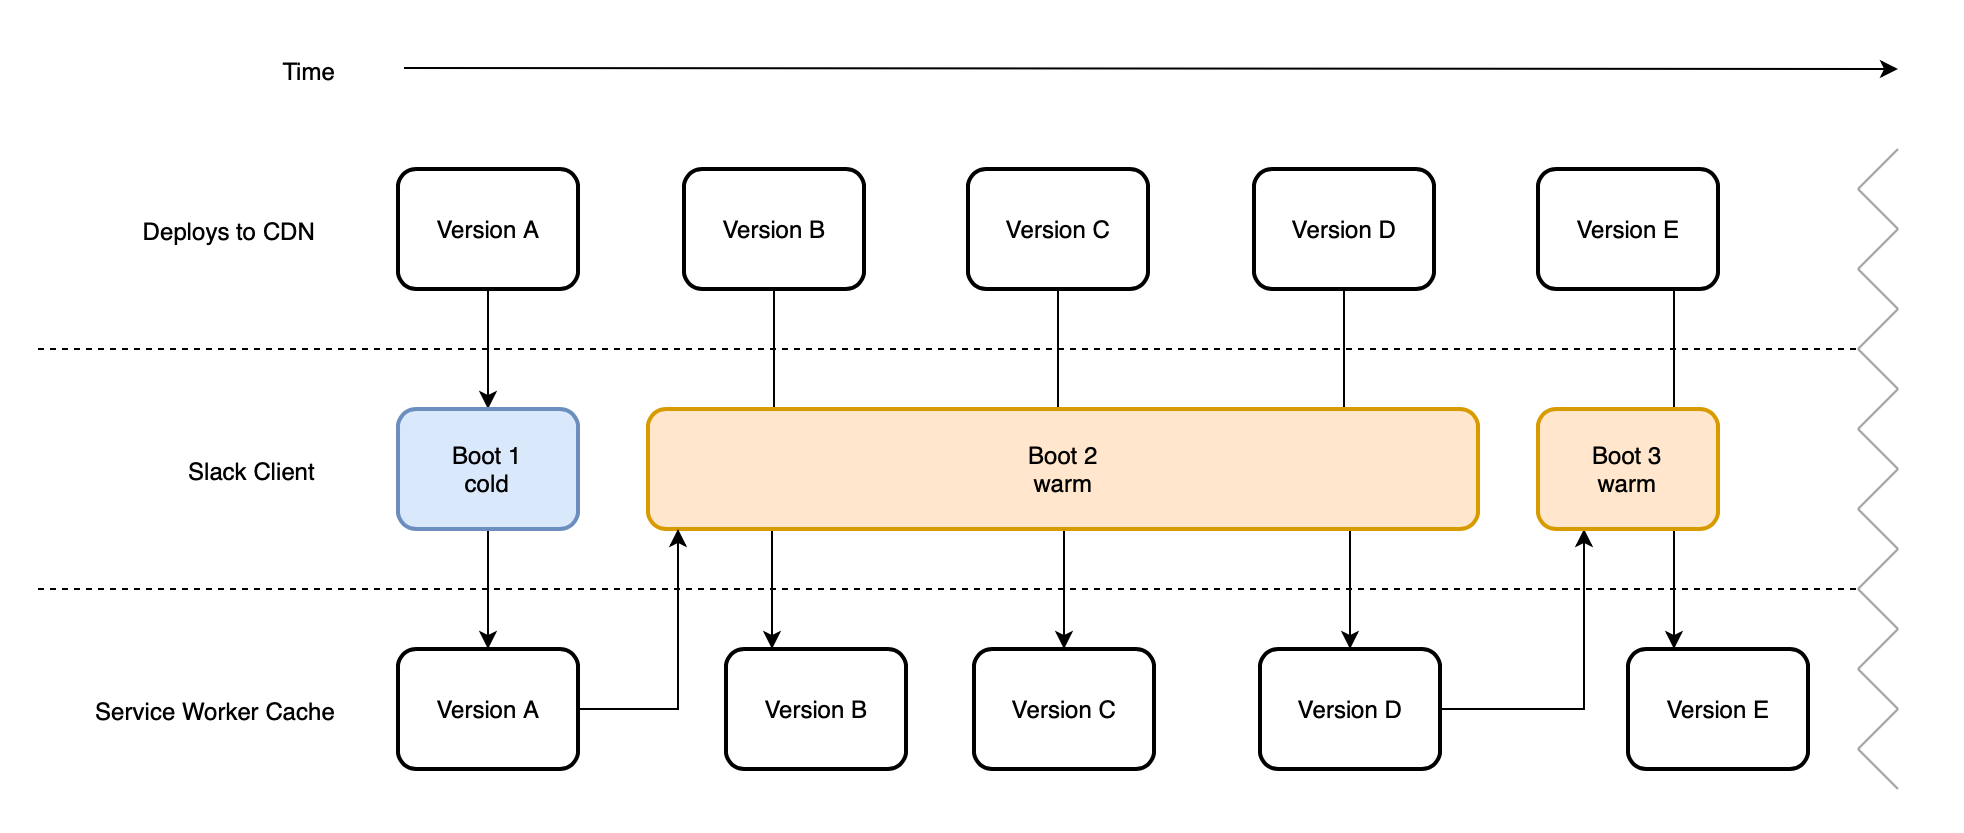 Time
Deploys to CDN
Version A
Version B
Version C
Version D
Version E
Slack Client
Boot 1
cold
Boot 2
warm
Boot 3
warm
Service Worker Cache
Version A
Version B
Version C
Version D
Version E